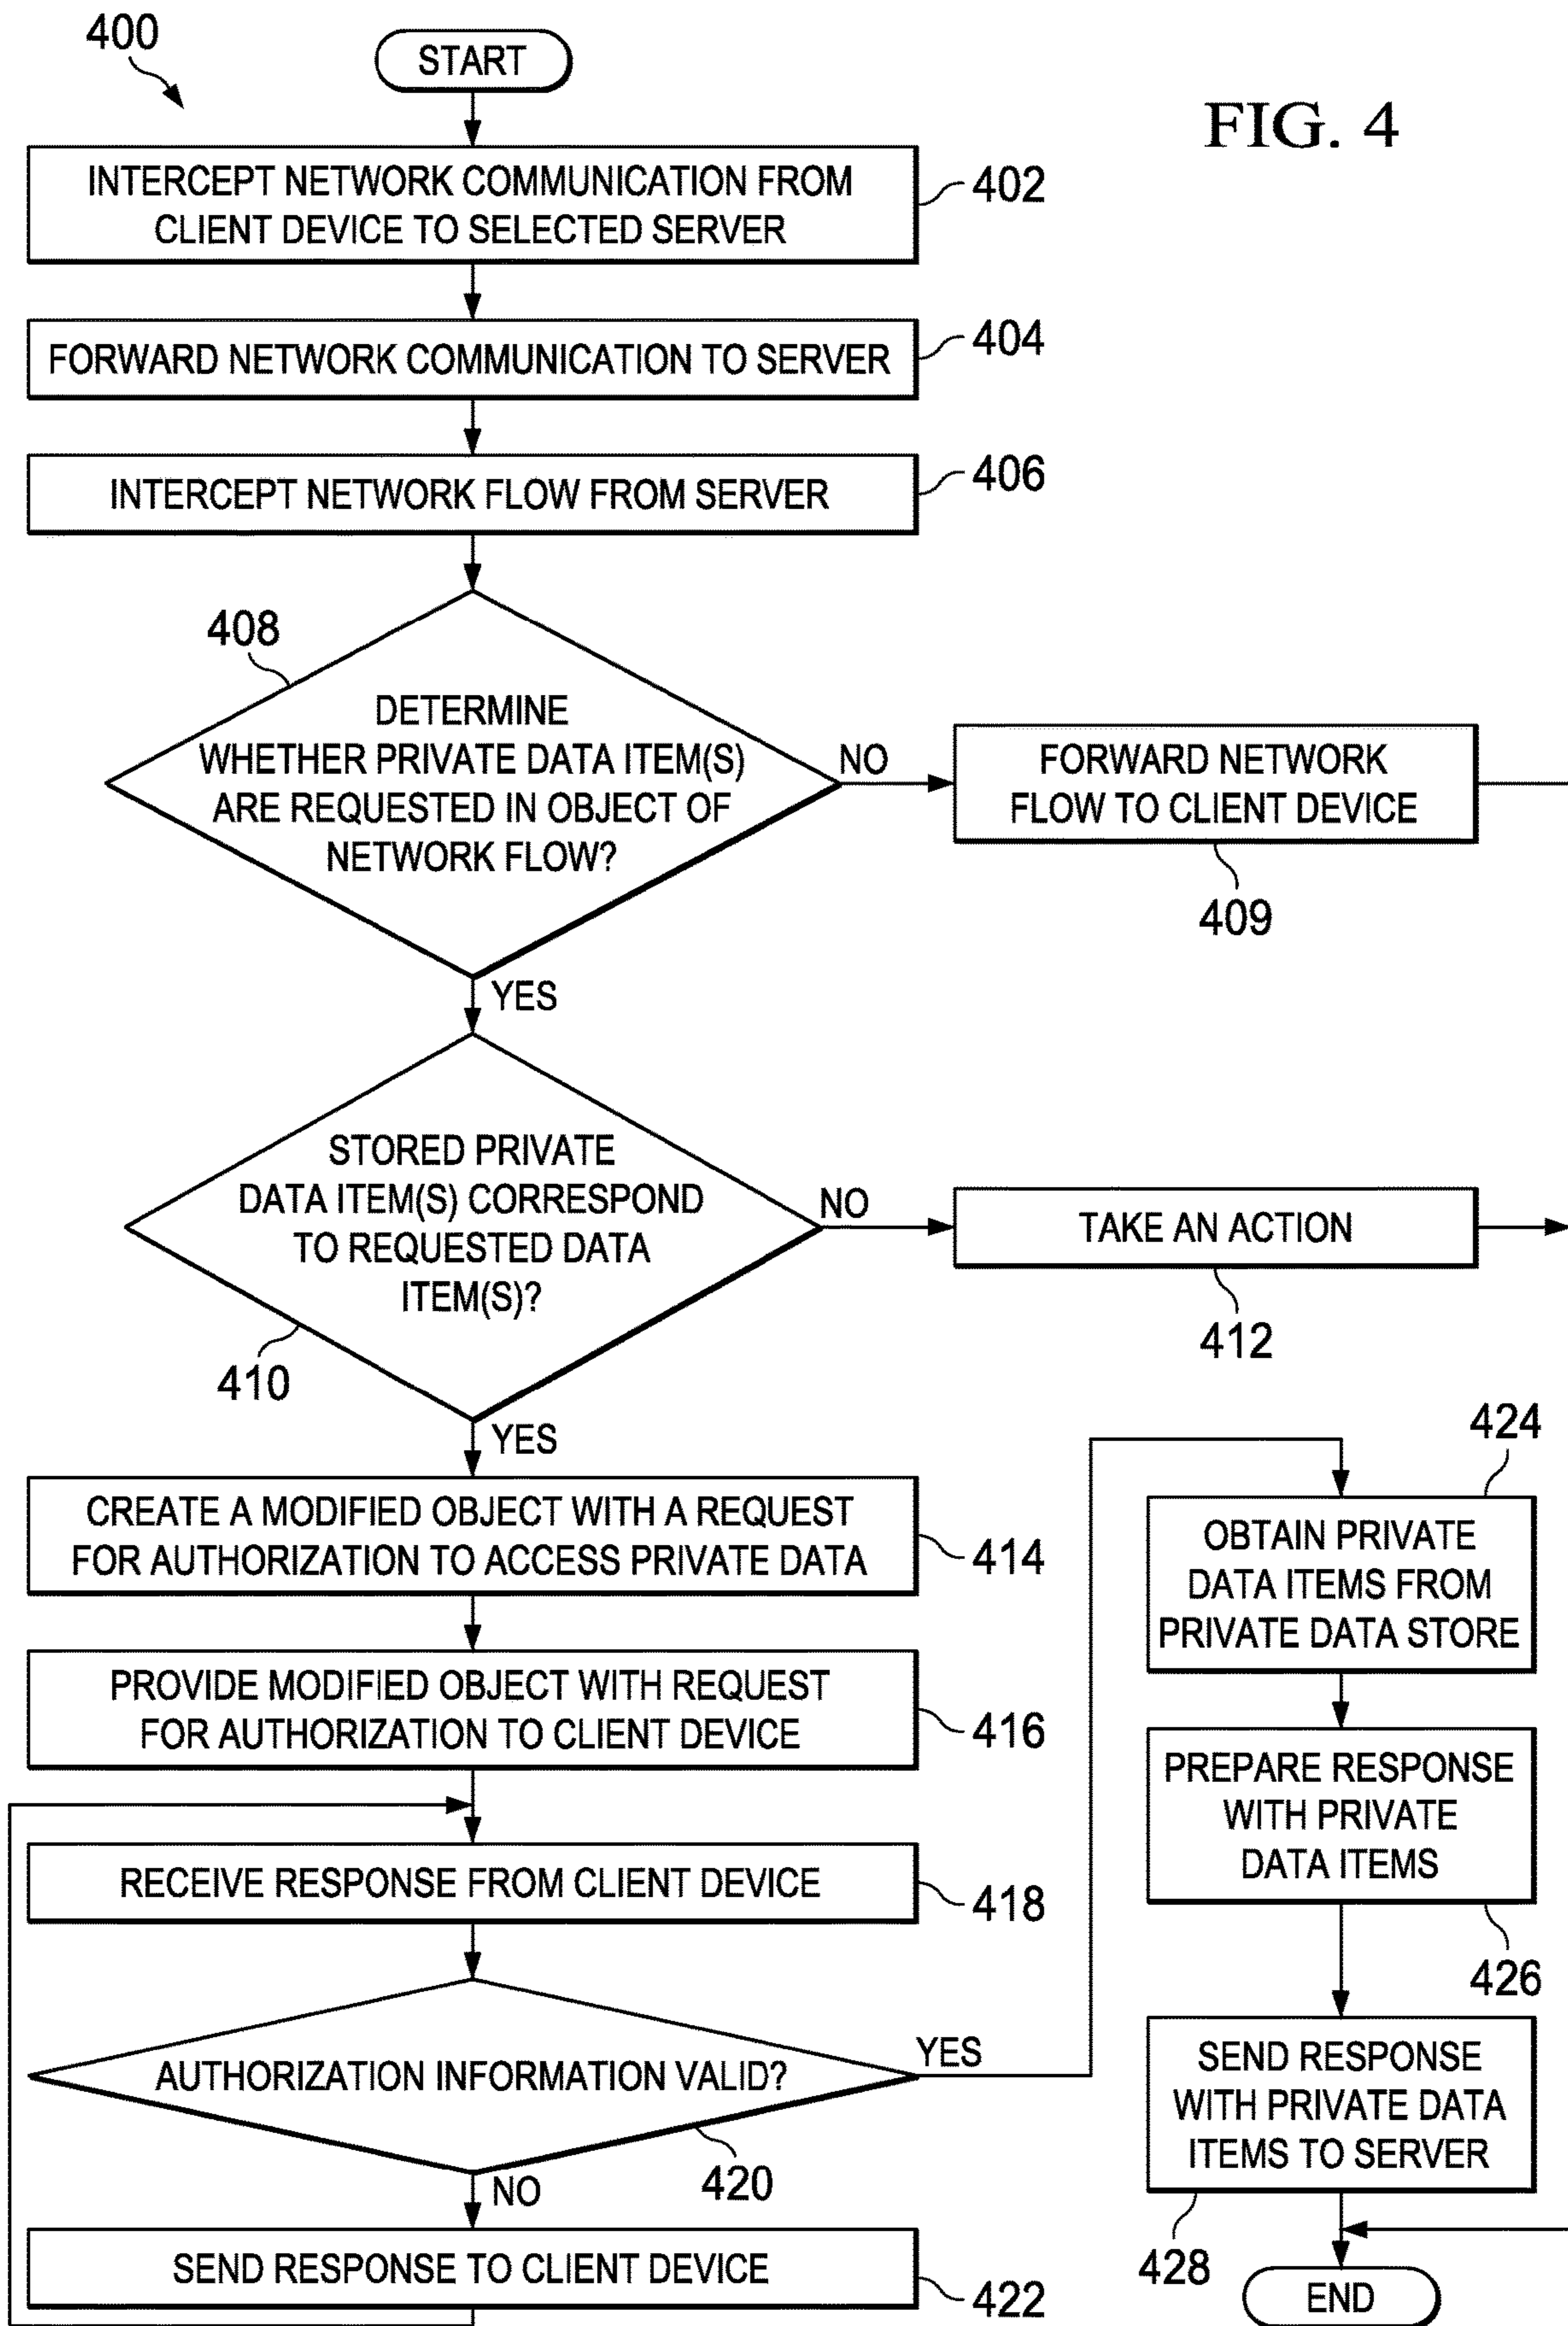 400
START
FIG. 4
INTERCEPT NETWORK COMMUNICATION FROM
CLIENT DEVICE TO SELECTED SERVER
402
FORWARD NETWORK COMMUNICATION TO SERVER
404
INTERCEPT NETWORK FLOW FROM SERVER
406
408
DETERMINE
WHETHER PRIVATE DATA ITEM(S)
ARE REQUESTED IN OBJECT OF
NETWORK FLOW?
NO
FORWARD NETWORK
FLOW TO CLIENT DEVICE
409
YES
STORED PRIVATE
DATA ITEM(S) CORRESPOND
TO REQUESTED DATA
ITEM(S)?
410
NO
TAKE AN ACTION
412
YES
CREATE A MODIFIED OBJECT WITH A REQUEST
FOR AUTHORIZATION TO ACCESS PRIVATE DATA
414
PROVIDE MODIFIED OBJECT WITH REQUEST
FOR AUTHORIZATION TO CLIENT DEVICE
416
RECEIVE RESPONSE FROM CLIENT DEVICE
418
AUTHORIZATION INFORMATION VALID?
420
YES
NO
SEND RESPONSE TO CLIENT DEVICE
422
424
OBTAIN PRIVATE
DATA ITEMS FROM
PRIVATE DATA STORE
PREPARE RESPONSE
WITH PRIVATE
DATA ITEMS
426
SEND RESPONSE
WITH PRIVATE DATA
ITEMS TO SERVER
428
END